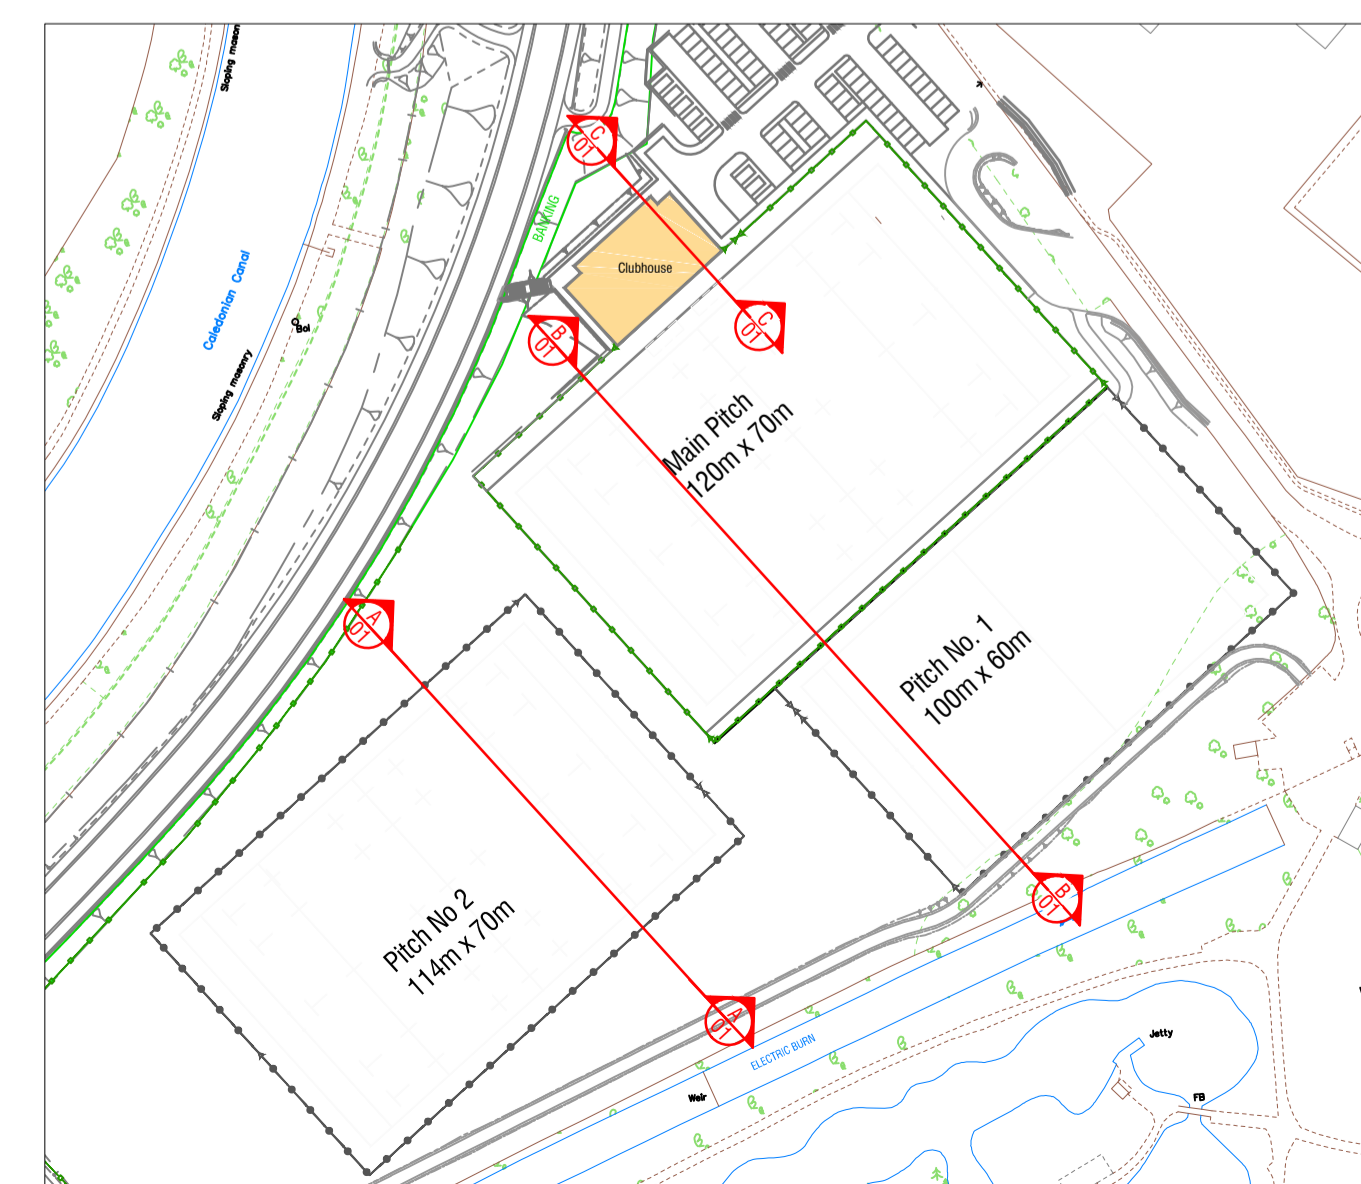 Sloping mason
C
01
BANKING
Clubhouse
Caledonian Canal
Bol
B
01
C
01
Sloping masonry
Main Pitch
120m x 70m
A
01
Pitch No. 1
100m x 60m
Pitch No 2
114m x 70m
B
01
A
01
ELECTRIC BURN
Jetty
Weir
FB